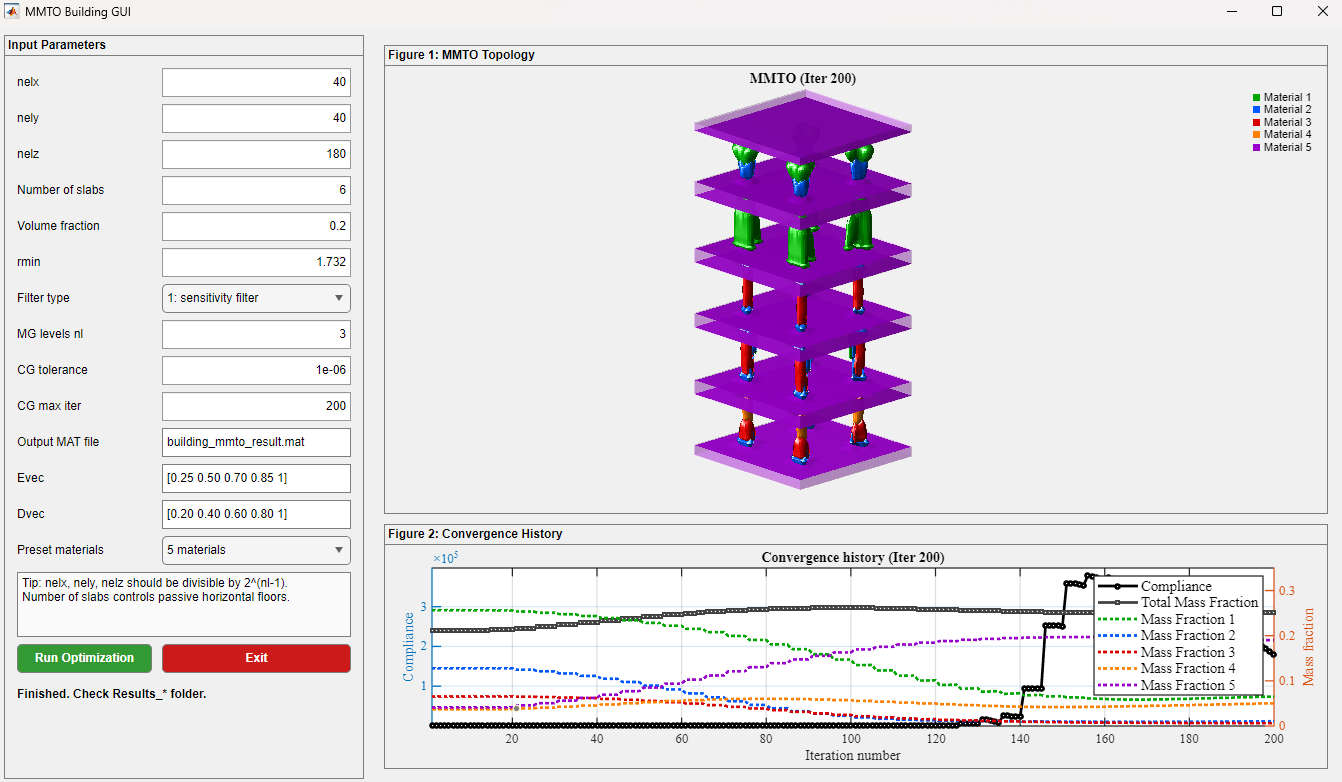 MMTO Building GUI
Input Parameters
nelx 40
nely 40
nelz 180
Number of slabs 6
Volume fraction 0.2
rmin 1.732
Filter type 1: sensitivity filter
MG levels nl 3
CG tolerance 1e-06
CG max iter 200
Output MAT file building_mmto_result.mat
Evec [0.25 0.50 0.70 0.85 1]
Dvec [0.20 0.40 0.60 0.80 1]
Preset materials 5 materials
Tip: nelx, nely, nelz should be divisible by 2^(nl-1).
Number of slabs controls passive horizontal floors.
Run Optimization Exit
Finished. Check Results_* folder.
Figure 1: MMTO Topology
MMTO (Iter 200)
Material 1
Material 2
Material 3
Material 4
Material 5
Figure 2: Convergence History
Convergence history (Iter 200)
×10^5
3
2
1
Compliance
Compliance
Total Mass Fraction
Mass Fraction 1
Mass Fraction 2
Mass Fraction 3
Mass Fraction 4
Mass Fraction 5
0.3
0.2
0.1
0
Mass fraction
20 40 60 80 100 120 140 160 180 200
Iteration number